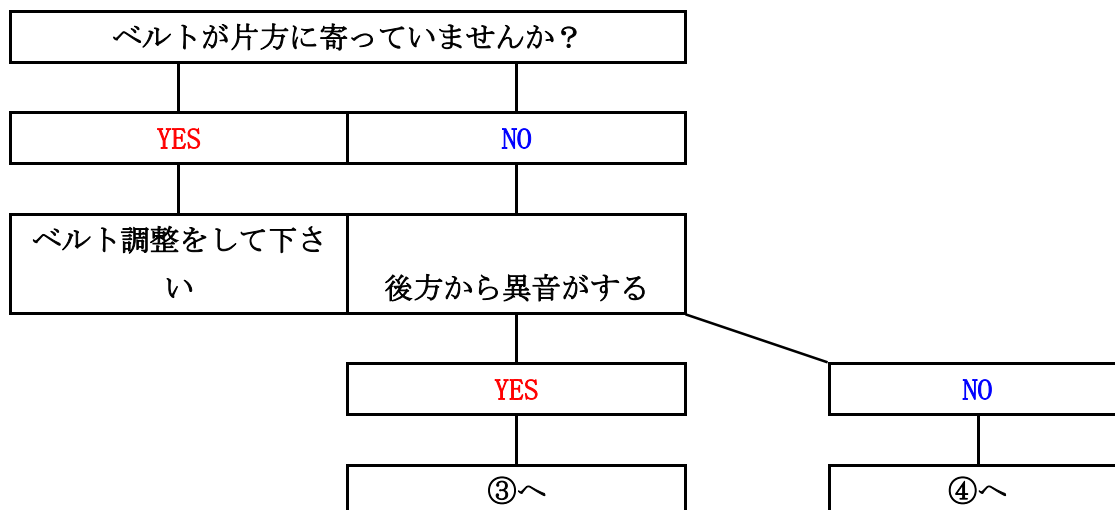 ベルトが片方に寄っていませんか？
YES
NO
ベルト調整をして下さ
い
後方から異音がする
YES
NO
③へ
④へ